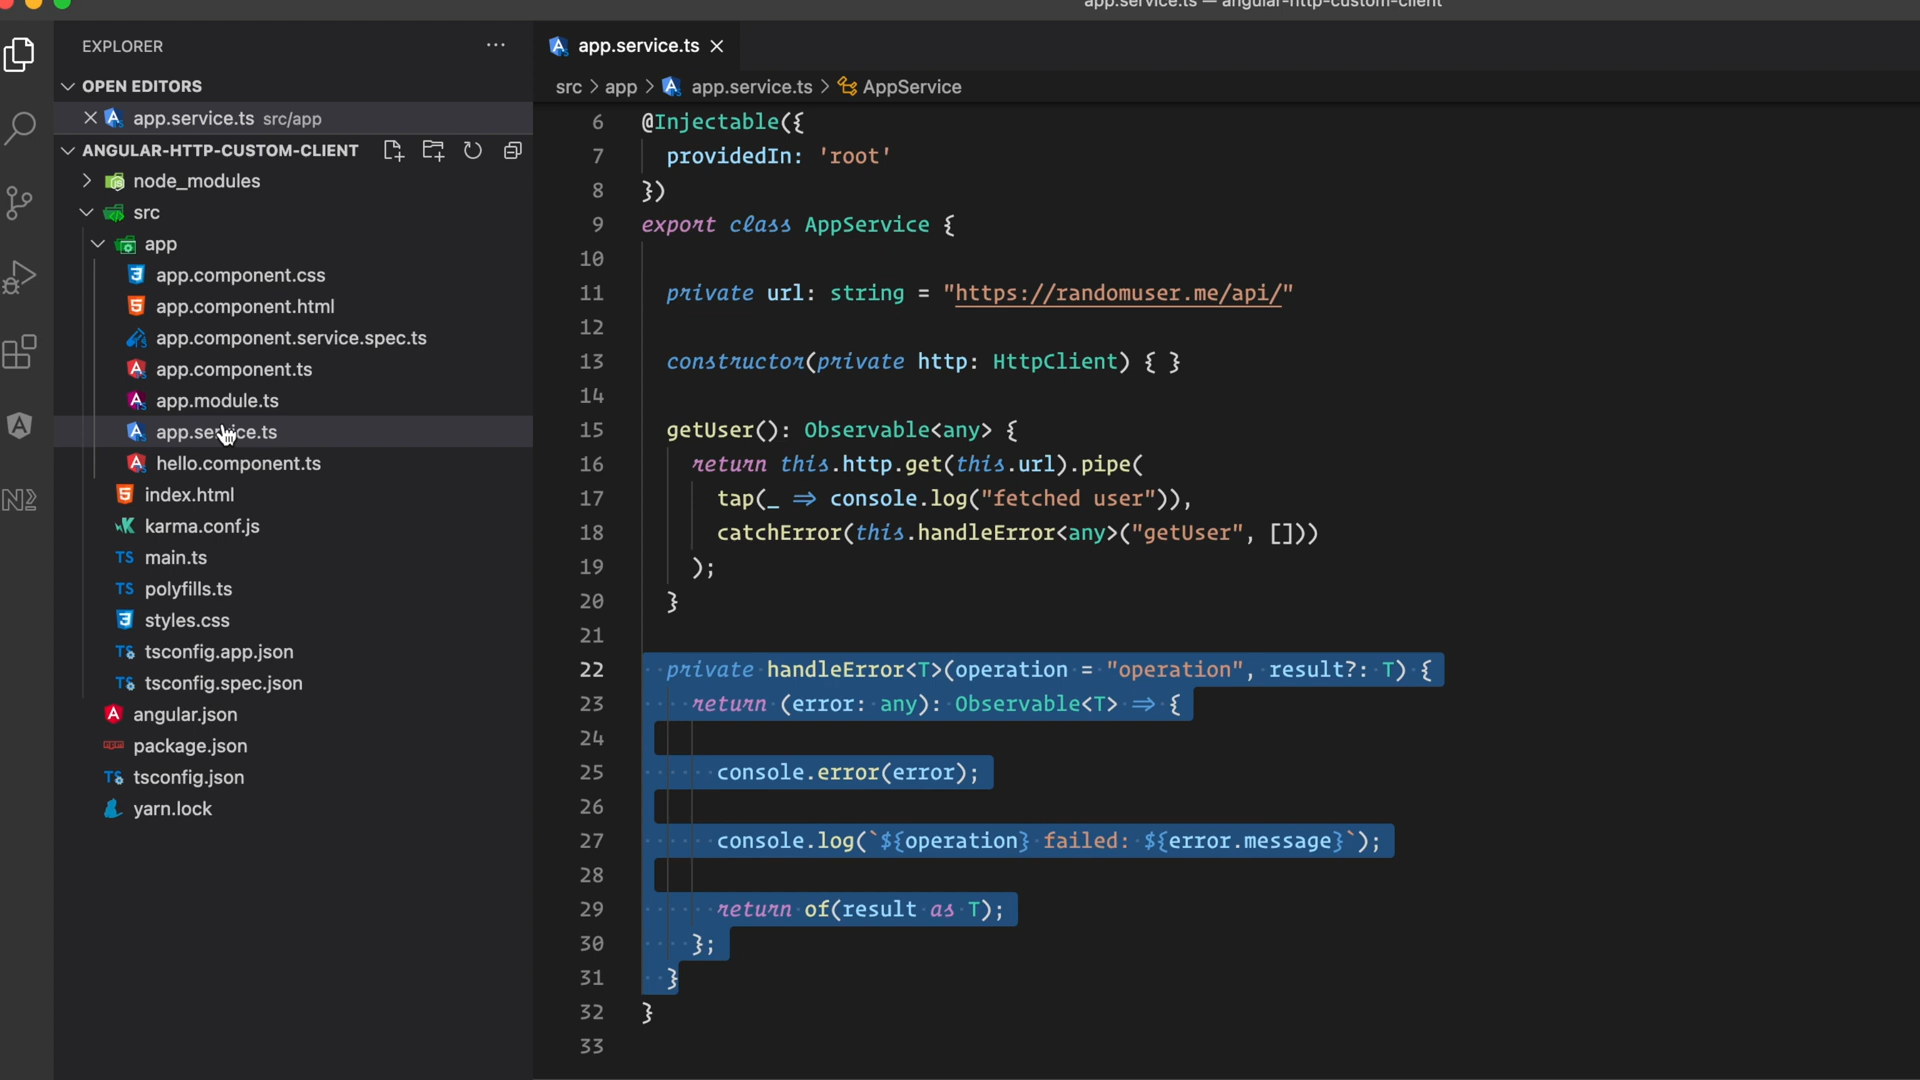 app.service.ts — angular-http-custom-client
EXPLORER
OPEN EDITORS
app.service.ts src/app
ANGULAR-HTTP-CUSTOM-CLIENT
node_modules
src
app
app.component.css
app.component.html
app.component.service.spec.ts
app.component.ts
app.module.ts
app.service.ts
hello.component.ts
index.html
karma.conf.js
TS main.ts
TS polyfills.ts
styles.css
TS tsconfig.app.json
TS tsconfig.spec.json
angular.json
package.json
TS tsconfig.json
yarn.lock
app.service.ts
src > app > app.service.ts > AppService
6 @Injectable({
7 providedIn: 'root'
8 })
9 export class AppService {
10
11 private url: string = "https://randomuser.me/api/"
12
13 constructor(private http: HttpClient) { }
14
15 getUser(): Observable<any> {
16 return this.http.get(this.url).pipe(
17 tap(_ => console.log("fetched user")),
18 catchError(this.handleError<any>("getUser", []))
19 );
20 }
21
22 private handleError<T>(operation = "operation", result?: T) {
23 return (error: any): Observable<T> => {
24
25 console.error(error);
26
27 console.log(`${operation} failed: ${error.message}`);
28
29 return of(result as T);
30 };
31 }
32 }
33